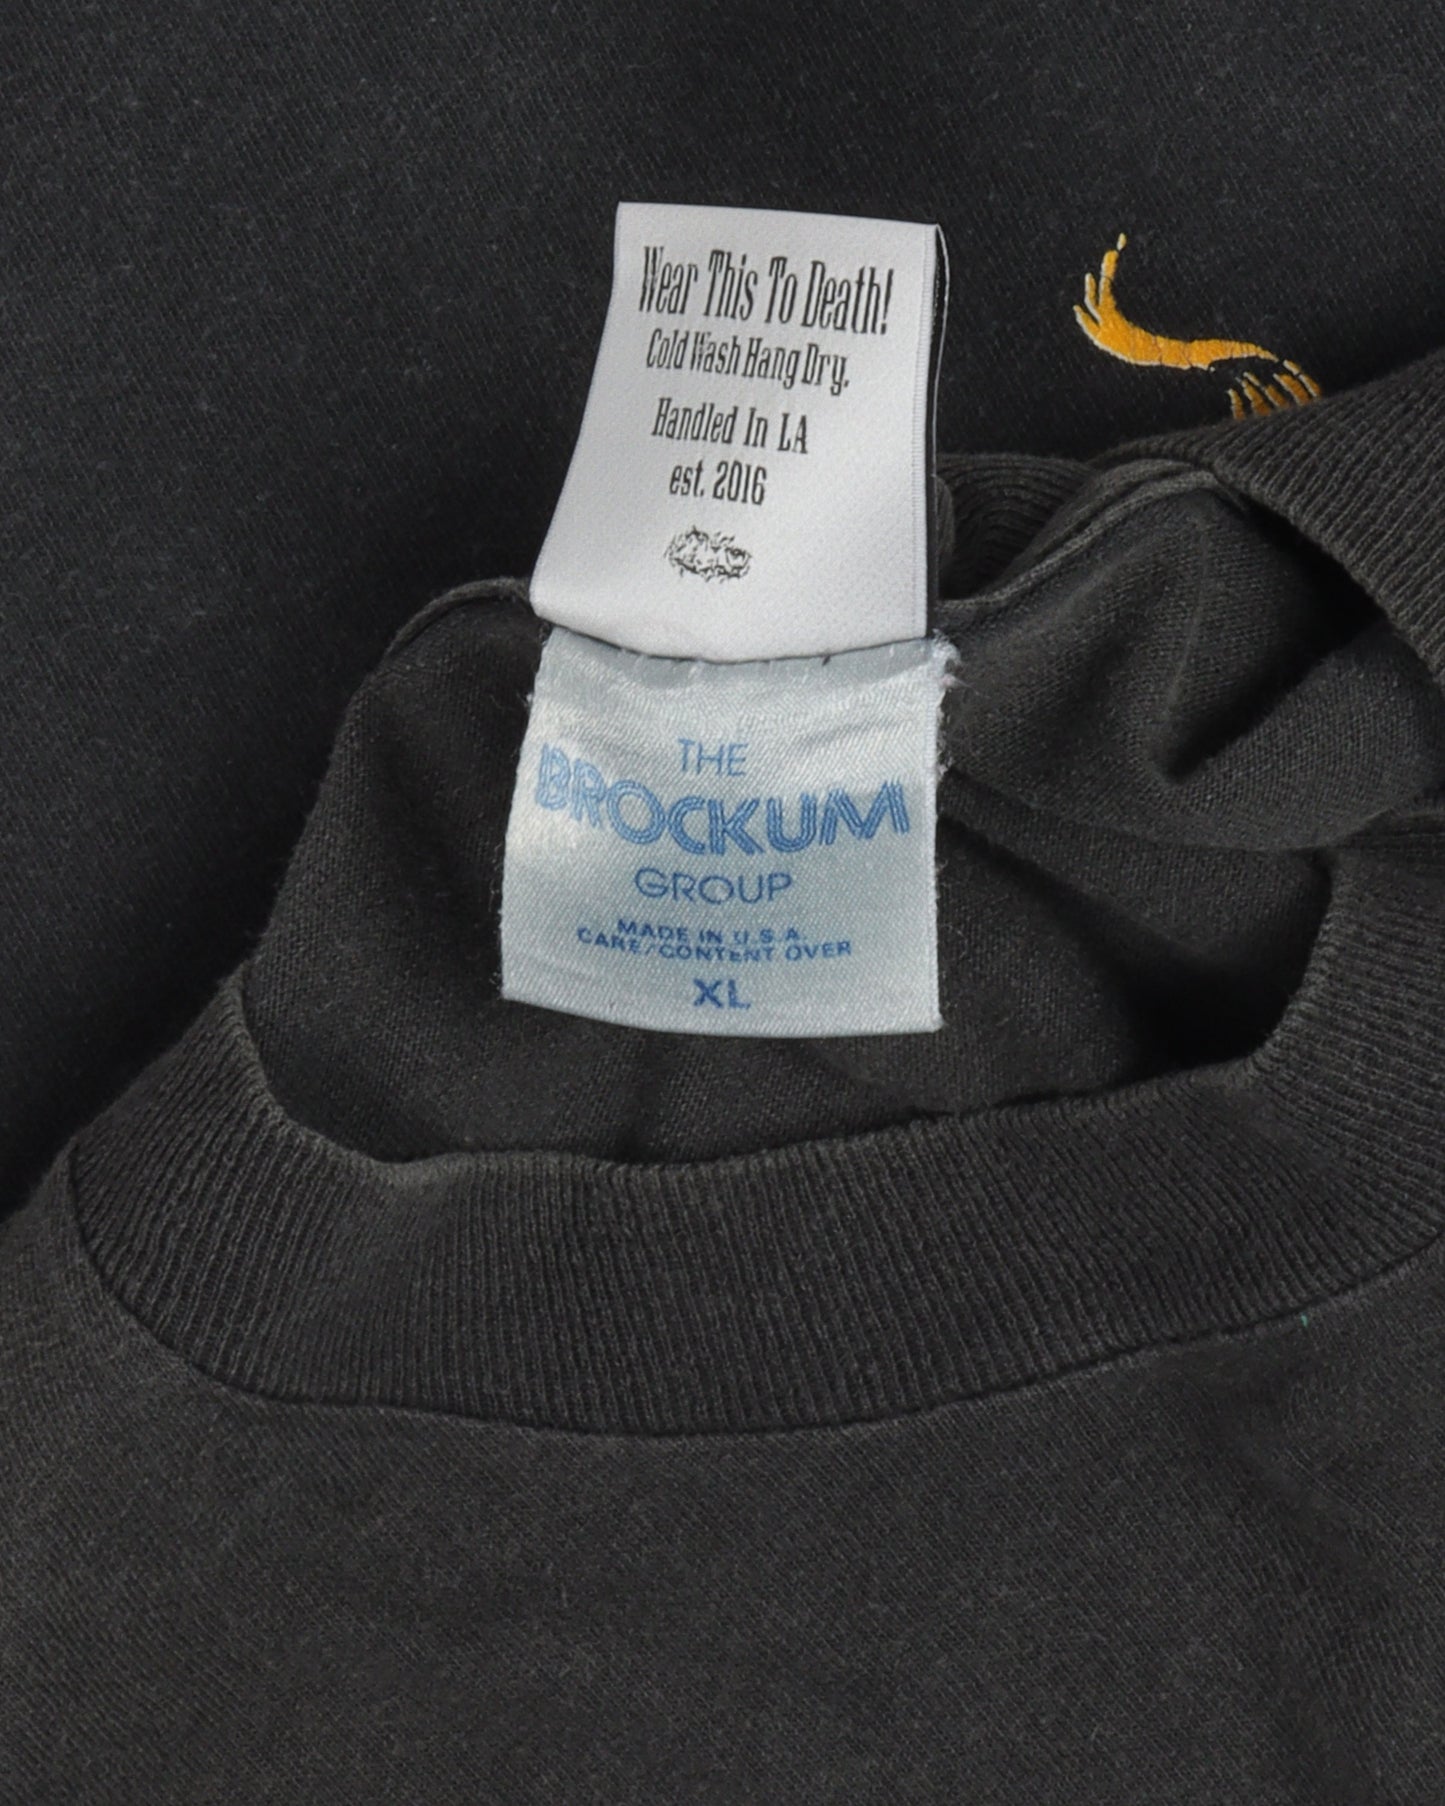 Wear This To Death!
Cold Wash Hang Dry.
Handled In LA
est. 2016
THE
BROCKUM
GROUP
MADE IN U.S.A.
CARE/CONTENT OVER
XL